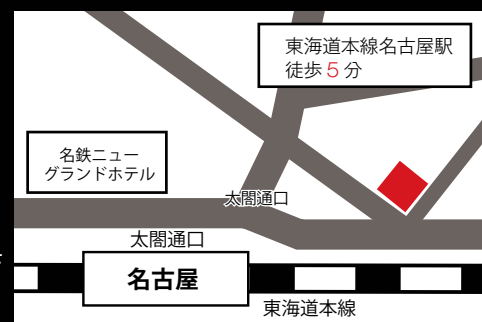 東海道本線名古屋駅
徒歩5分
名鉄ニュー
グランドホテル
太閤通口
太閤通口
名古屋
東海道本線